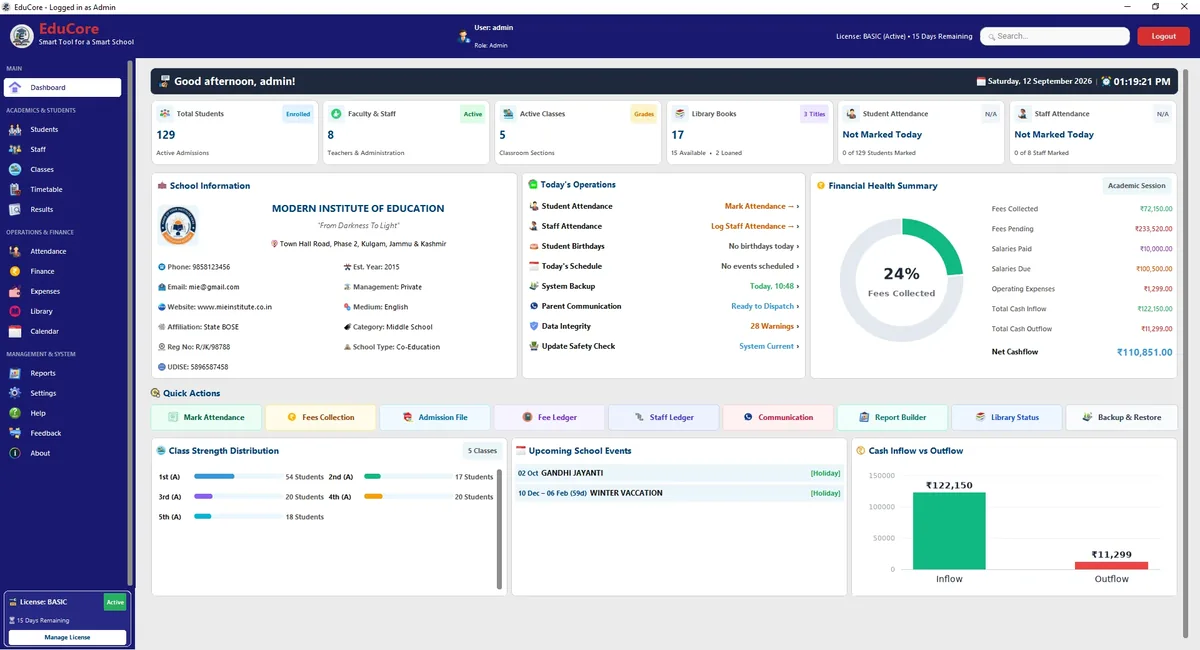 EduCore - Logged in as Admin
EduCore
Smart Tool for a Smart School
User: admin
Role: Admin
License: BASIC (Active) • 15 Days Remaining
Search...
Logout
MAIN
Dashboard
ACADEMICS & STUDENTS
Students
Staff
Classes
Timetable
Results
OPERATIONS & FINANCE
Attendance
Finance
Expenses
Library
Calendar
MANAGEMENT & SYSTEM
Reports
Settings
Help
Feedback
About
License: BASIC
Active
15 Days Remaining
Manage License
Good afternoon, admin!
Saturday, 12 September 2026 | 01:19:21 PM
Total Students Enrolled
129
Active Admissions
Faculty & Staff Active
8
Teachers & Administration
Active Classes Grades
5
Classroom Sections
Library Books 3 Titles
17
15 Available • 2 Loaned
Student Attendance N/A
Not Marked Today
0 of 129 Students Marked
Staff Attendance N/A
Not Marked Today
0 of 8 Staff Marked
School Information
MODERN INSTITUTE OF EDUCATION
"From Darkness To Light"
Town Hall Road, Phase 2, Kulgam, Jammu & Kashmir
Phone: 9858123456
Est. Year: 2015
Email: mie@gmail.com
Management: Private
Website: www.mieinstitute.co.in
Medium: English
Affiliation: State BOSE
Category: Middle School
Reg No: R/JK/98788
School Type: Co-Education
UDISE: 5896587458
Today's Operations
Student Attendance Mark Attendance → ›
Staff Attendance Log Staff Attendance → ›
Student Birthdays No birthdays today ›
Today's Schedule No events scheduled ›
System Backup Today, 10:48 ›
Parent Communication Ready to Dispatch ›
Data Integrity 28 Warnings ›
Update Safety Check System Current ›
Financial Health Summary
Academic Session
24%
Fees Collected
Fees Collected ₹72,150.00
Fees Pending ₹233,520.00
Salaries Paid ₹10,000.00
Salaries Due ₹100,500.00
Operating Expenses ₹1,299.00
Total Cash Inflow ₹122,150.00
Total Cash Outflow ₹11,299.00
Net Cashflow ₹110,851.00
Quick Actions
Mark Attendance
Fees Collection
Admission File
Fee Ledger
Staff Ledger
Communication
Report Builder
Library Status
Backup & Restore
Class Strength Distribution
5 Classes
1st (A) 54 Students 2nd (A) 17 Students
3rd (A) 20 Students 4th (A) 20 Students
5th (A) 18 Students
Upcoming School Events
02 Oct GANDHI JAYANTI [Holiday]
10 Dec – 06 Feb (59d) WINTER VACCATION [Holiday]
Cash Inflow vs Outflow
150000
100000
50000
0
₹122,150
₹11,299
Inflow
Outflow